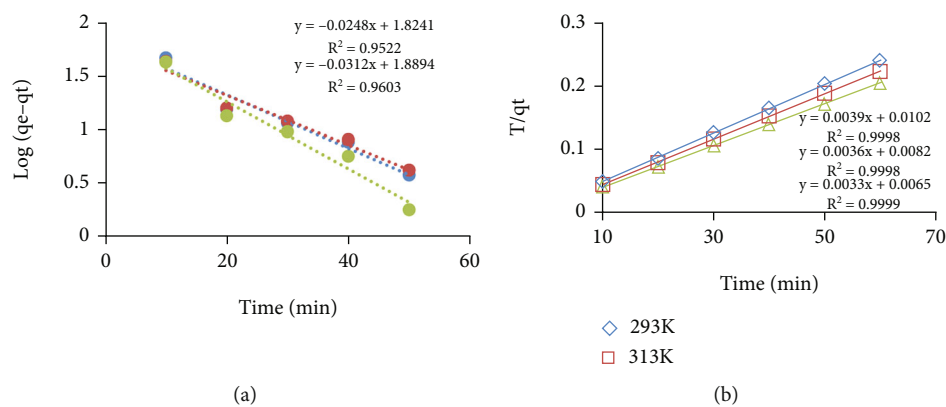 2
1.5
1
0.5
0
0
20
40
60
Log (qe–qt)
Time (min)
y = –0.0248x + 1.8241
R² = 0.9522
y = –0.0312x + 1.8894
R² = 0.9603
(a)
0.3
0.2
0.1
0
10
30
50
70
T/qt
Time (min)
y = 0.0039x + 0.0102
R² = 0.9998
y = 0.0036x + 0.0082
R² = 0.9998
y = 0.0033x + 0.0065
R² = 0.9999
293K
313K
(b)